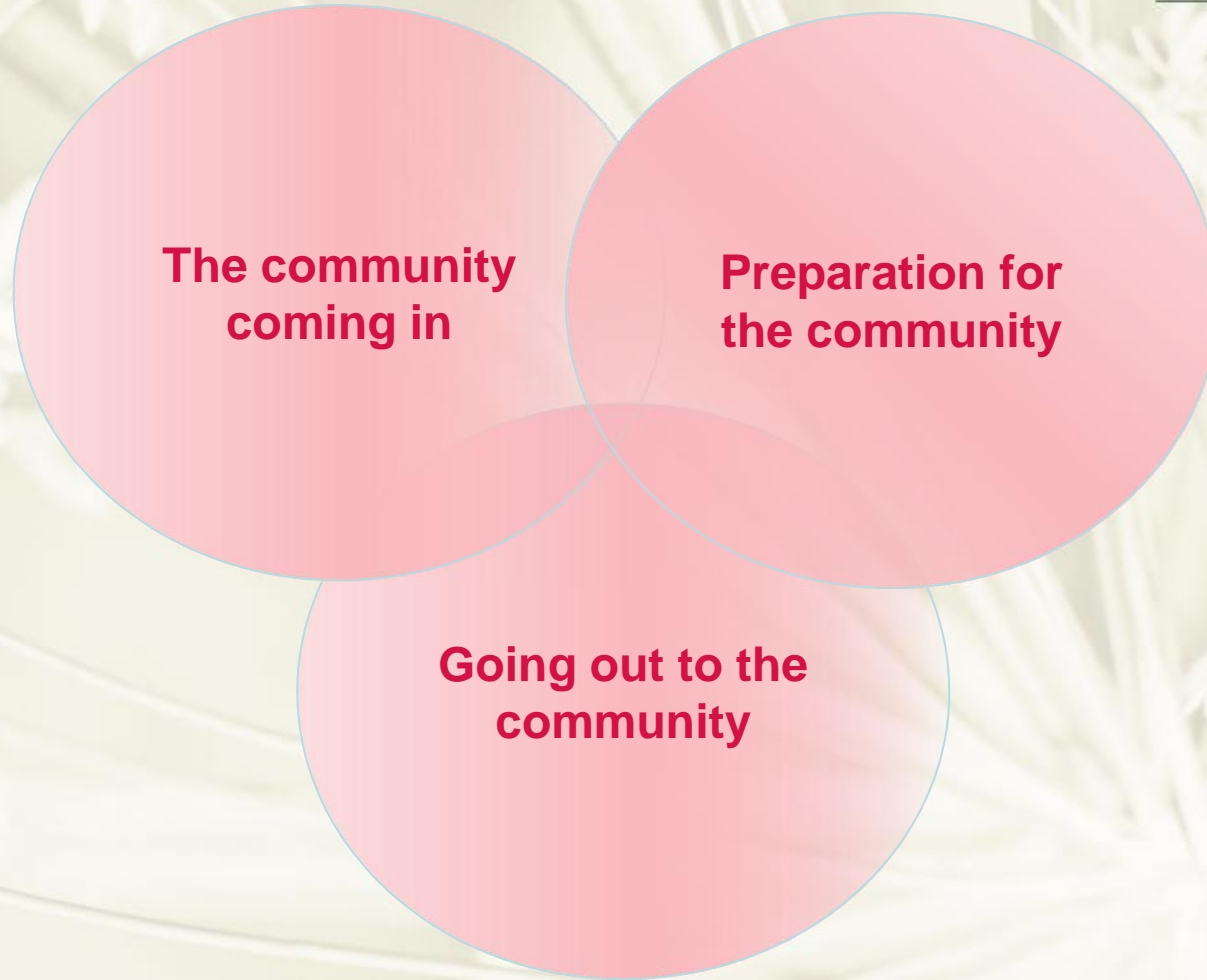 The community
coming in
Preparation for
the community
Going out to the
community